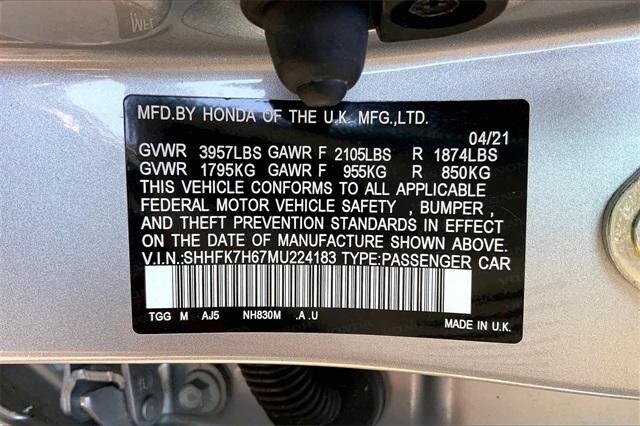 MFD.BY HONDA OF THE U.K. MFG.,LTD.
04/21
GVWR 3957LBS GAWR F 2105LBS R 1874LBS
GVWR 1795KG GAWR F 955KG R 850KG
THIS VEHICLE CONFORMS TO ALL APPLICABLE
FEDERAL MOTOR VEHICLE SAFETY , BUMPER ,
AND THEFT PREVENTION STANDARDS IN EFFECT
ON THE DATE OF MANUFACTURE SHOWN ABOVE.
V.I.N.:SHHFK7H67MU224183 TYPE:PASSENGER CAR
TGG M AJ5 NH830M .A .U
MADE IN U.K.